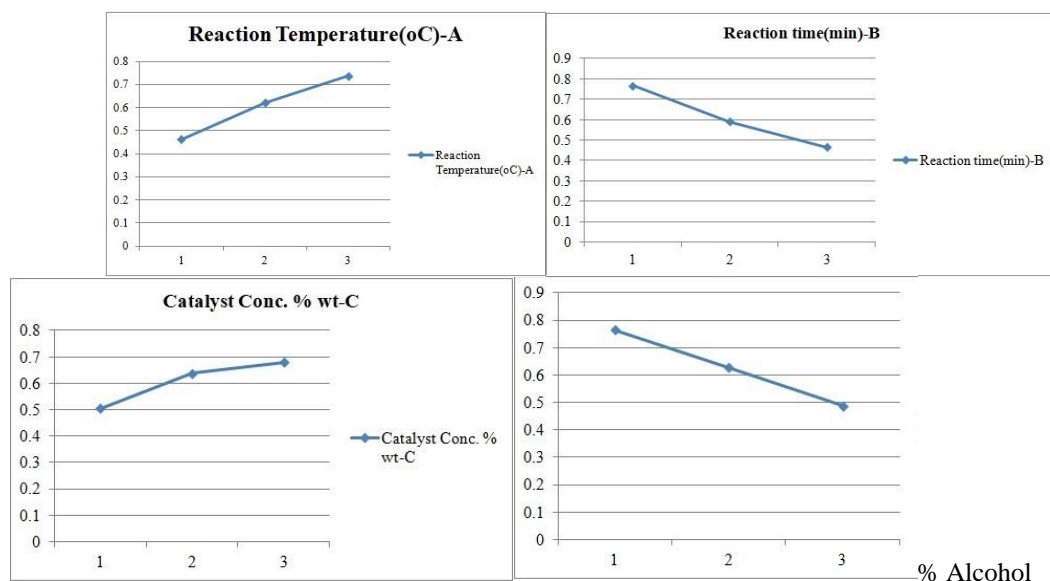 Reaction Temperature(oC)-A
0.8
0.7
0.6
0.5
0.4
0.3
0.2
0.1
0
1 2 3
Reaction
Temperature(oC)-A
Reaction time(min)-B
0.9
0.8
0.7
0.6
0.5
0.4
0.3
0.2
0.1
0
1 2 3
Reaction time(min)-B
Catalyst Conc. % wt-C
0.8
0.7
0.6
0.5
0.4
0.3
0.2
0.1
0
1 2 3
Catalyst Conc. %
wt-C
0.9
0.8
0.7
0.6
0.5
0.4
0.3
0.2
0.1
0
1 2 3
% Alcohol